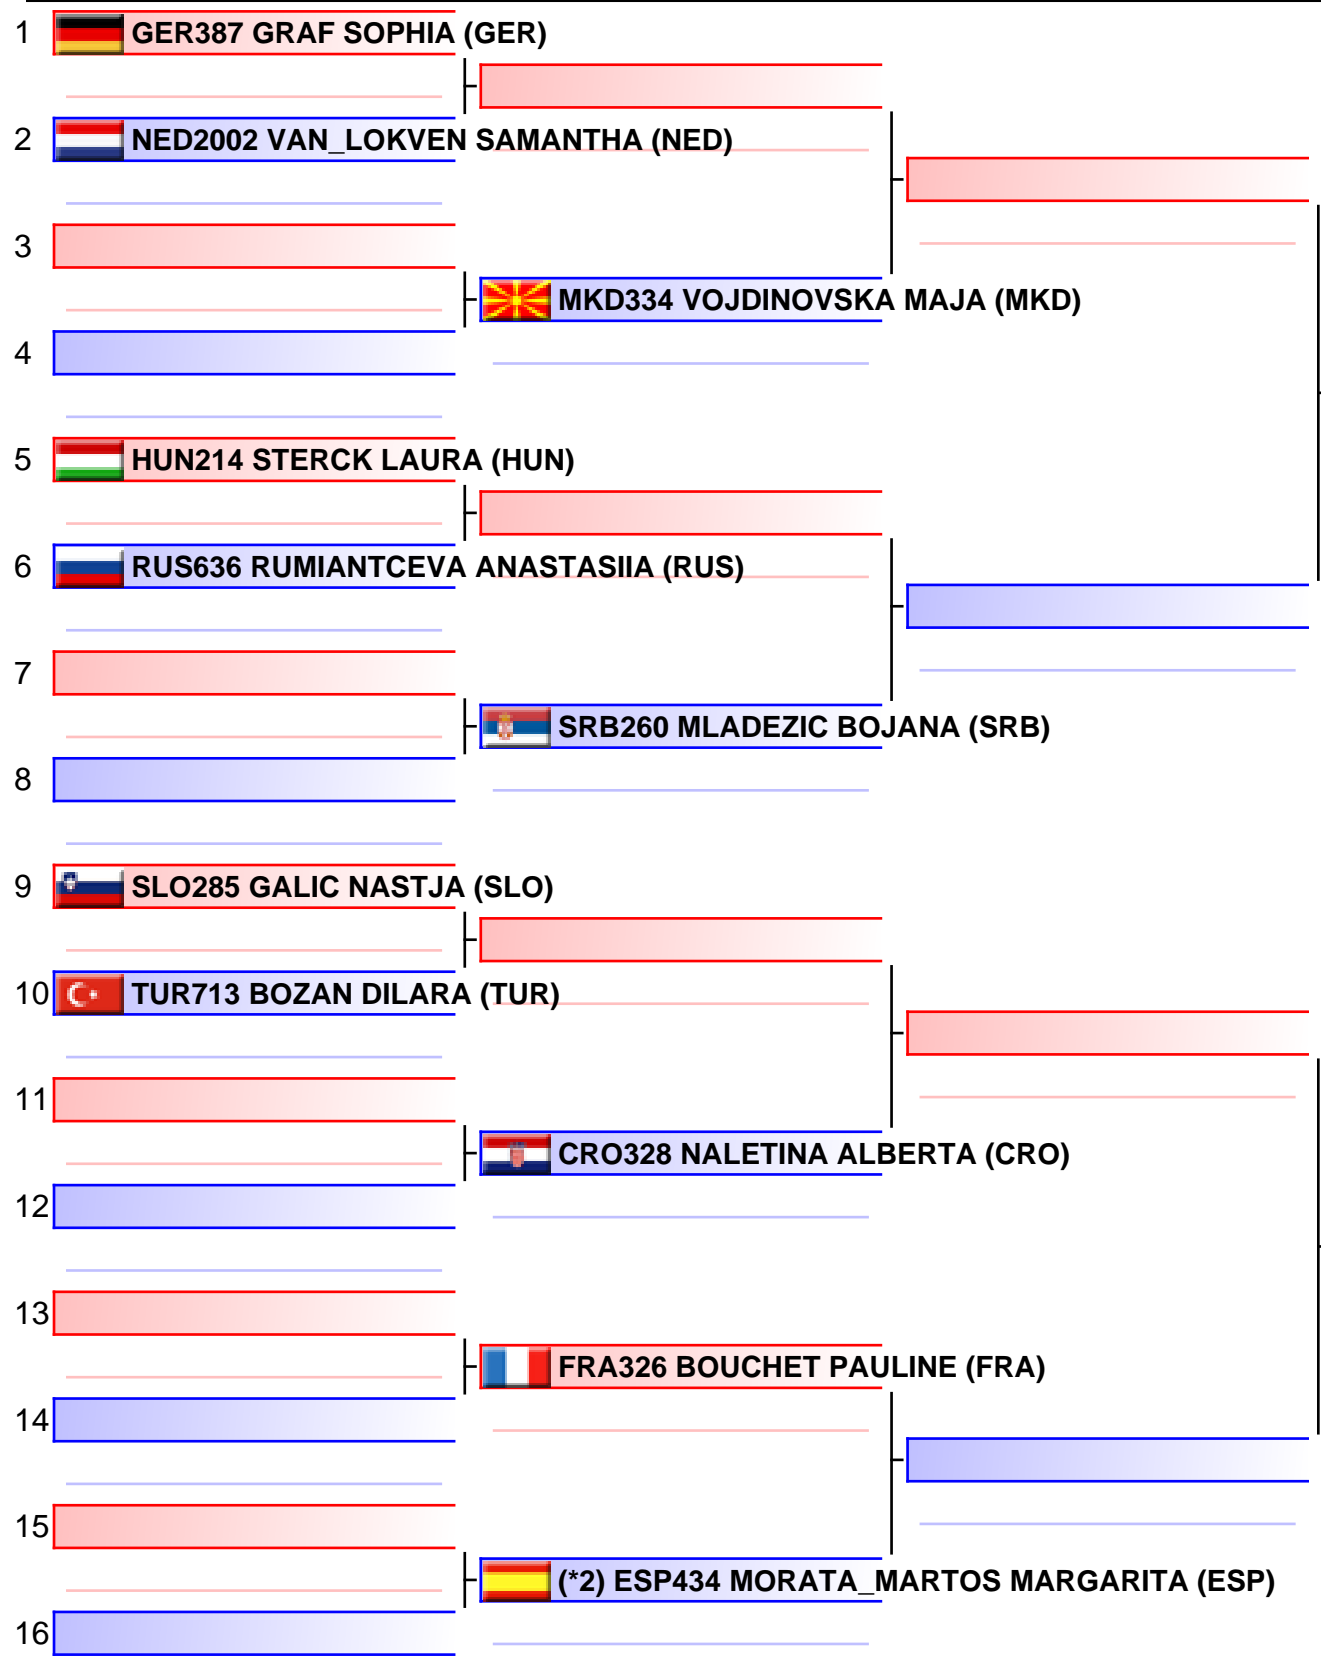 1 GER387 GRAF SOPHIA (GER)
2 NED2002 VAN_LOKVEN SAMANTHA (NED)
3
MKD334 VOJDINOVSKA MAJA (MKD)
4
5 HUN214 STERCK LAURA (HUN)
6 RUS636 RUMIANTCEVA ANASTASIIA (RUS)
7
SRB260 MLADEZIC BOJANA (SRB)
8
9 SLO285 GALIC NASTJA (SLO)
10 TUR713 BOZAN DILARA (TUR)
11
CRO328 NALETINA ALBERTA (CRO)
12
13
FRA326 BOUCHET PAULINE (FRA)
14
15
(*2) ESP434 MORATA_MARTOS MARGARITA (ESP)
16